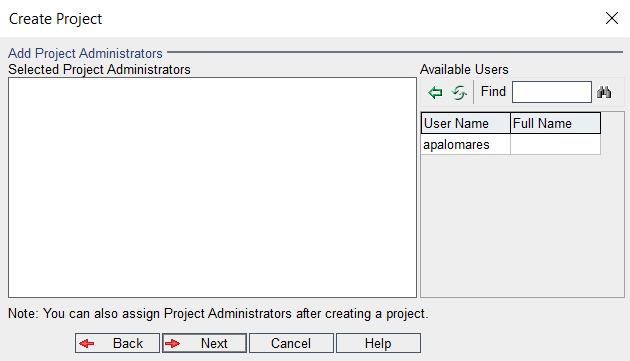 Create Project
Add Project Administrators
Selected Project Administrators
Available Users
Find
User Name Full Name
apalomares
Note: You can also assign Project Administrators after creating a project.
Back Next Cancel Help